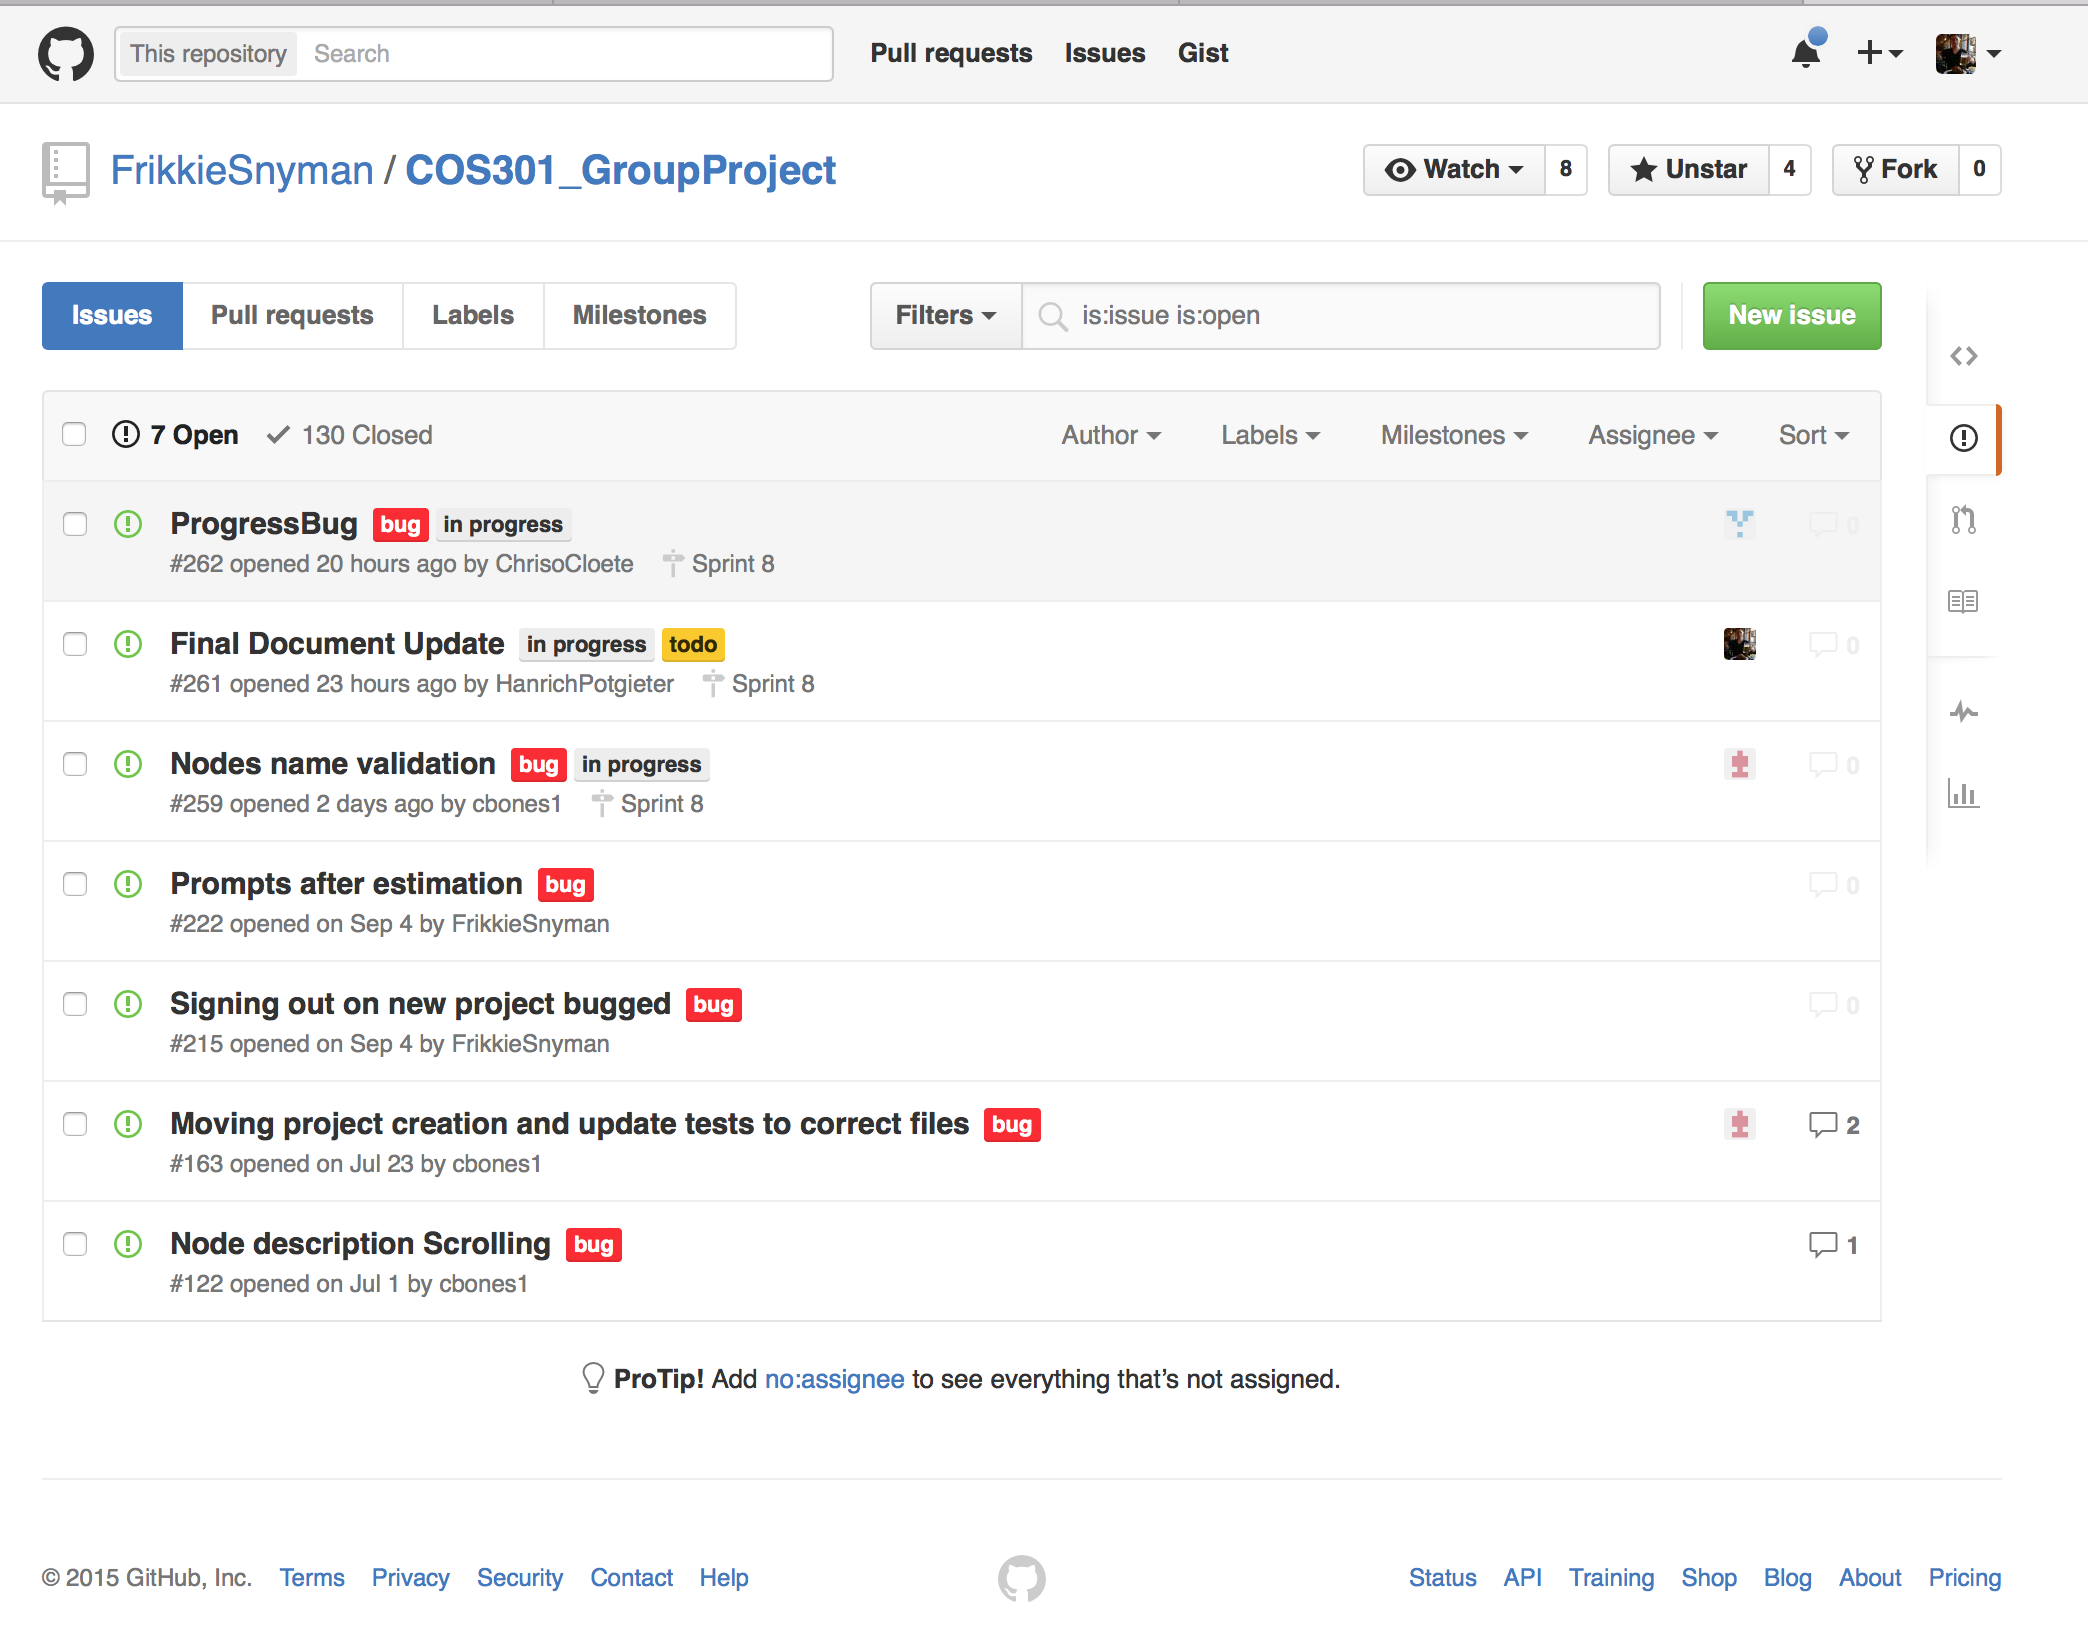 This repository Search Pull requests Issues Gist
FrikkieSnyman / COS301_GroupProject Watch 8 Unstar 4 Fork 0
Issues Pull requests Labels Milestones Filters is:issue is:open New issue
7 Open 130 Closed Author Labels Milestones Assignee Sort
ProgressBug bug in progress 0
#262 opened 20 hours ago by ChrisoCloete Sprint 8
Final Document Update in progress todo 0
#261 opened 23 hours ago by HanrichPotgieter Sprint 8
Nodes name validation bug in progress 0
#259 opened 2 days ago by cbones1 Sprint 8
Prompts after estimation bug 0
#222 opened on Sep 4 by FrikkieSnyman
Signing out on new project bugged bug 0
#215 opened on Sep 4 by FrikkieSnyman
Moving project creation and update tests to correct files bug 2
#163 opened on Jul 23 by cbones1
Node description Scrolling bug 1
#122 opened on Jul 1 by cbones1
ProTip! Add no:assignee to see everything that’s not assigned.
© 2015 GitHub, Inc. Terms Privacy Security Contact Help Status API Training Shop Blog About Pricing